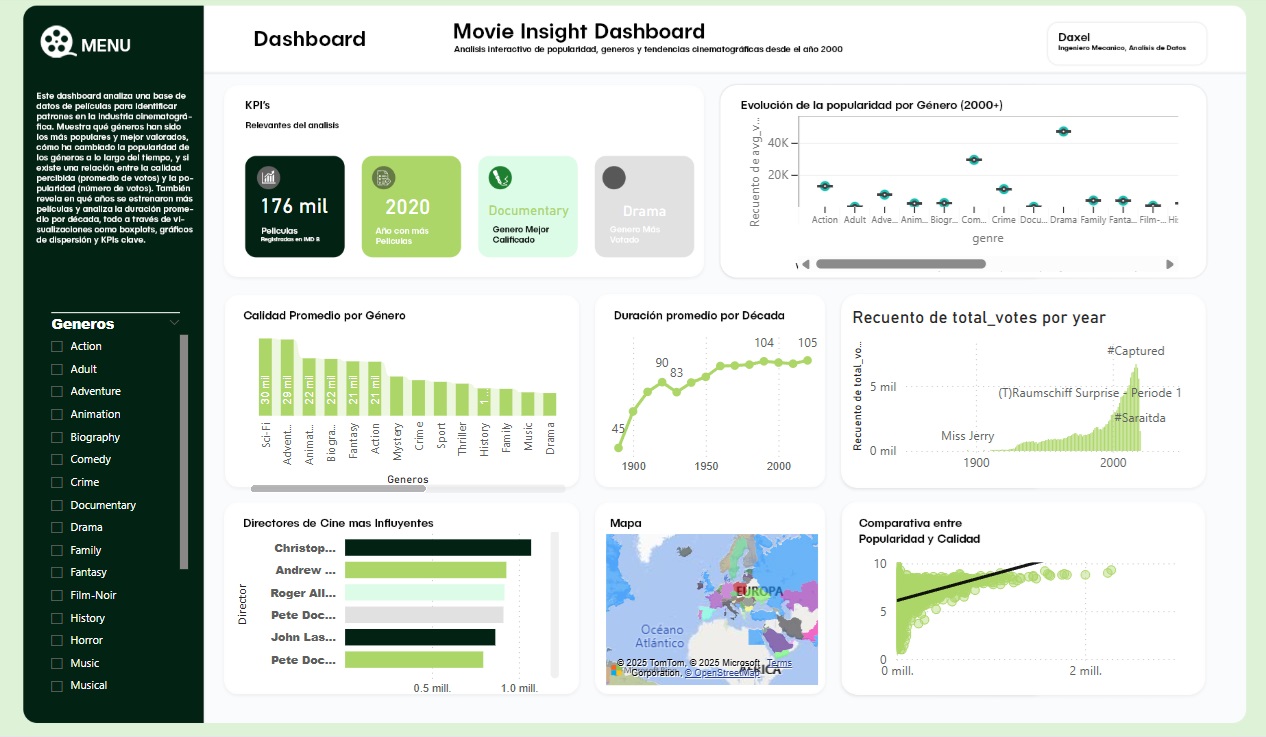 MENU
Este dashboard analiza una base de
datos de películas para identificar
patrones en la industria cinematográ-
fica. Muestra qué géneros han sido
los más populares y mejor valorados,
cómo ha cambiado la popularidad de
los géneros a lo largo del tiempo, y si
existe una relación entre la calidad
percibida (promedio de votos) y la po-
pularidad (número de votos). También
revela en qué años se estrenaron más
películas y analiza la duración prome-
dio por década, todo a través de vi-
sualizaciones como boxplots, gráficos
de dispersión y KPIs clave.
Generos
Action
Adult
Adventure
Animation
Biography
Comedy
Crime
Documentary
Drama
Family
Fantasy
Film-Noir
History
Horror
Music
Musical
Dashboard
Movie Insight Dashboard
Analisis interactivo de popularidad, generos y tendencias cinematográficas desde el año 2000
Daxel
Ingeniero Mecanico, Analisis de Datos
KPI's
Relevantes del analisis
176 mil
Peliculas
Registradas en IMD B
2020
Año con más
Peliculas
Documentary
Genero Mejor
Calificado
Drama
Genero Más
Votado
Evolución de la popularidad por Género (2000+)
Recuento de avg_v...
40K
20K
Action Adult Adve... Anim... Biogr... Com... Crime Docu... Drama Family Fanta... Film-...
genre
Calidad Promedio por Género
30 mil 29 mil 22 mil 22 mil 21 mil 21 mil 1...
Sci-Fi Advent... Animat... Biogra... Fantasy Action Mystery Crime Sport Thriller History Family Music Drama
Generos
Duración promedio por Década
45 90 83 104 105
1900 1950 2000
Recuento de total_votes por year
Recuento de total_vo...
#Captured
5 mil
(T)Raumschiff Surprise - Periode 1
#Saraitda
Miss Jerry
0 mil
1900 2000
Directores de Cine mas Influyentes
Director
Christop...
Andrew ...
Roger All...
Pete Doc...
John Las...
Pete Doc...
0.5 mill. 1.0 mill.
Mapa
EUROPA
Océano
Atlántico
ÁFRICA
© 2025 TomTom, © 2025 Microsoft Terms
Corporation, © OpenStreetMap
Comparativa entre
Popularidad y Calidad
10
5
0
0 mill. 2 mill.